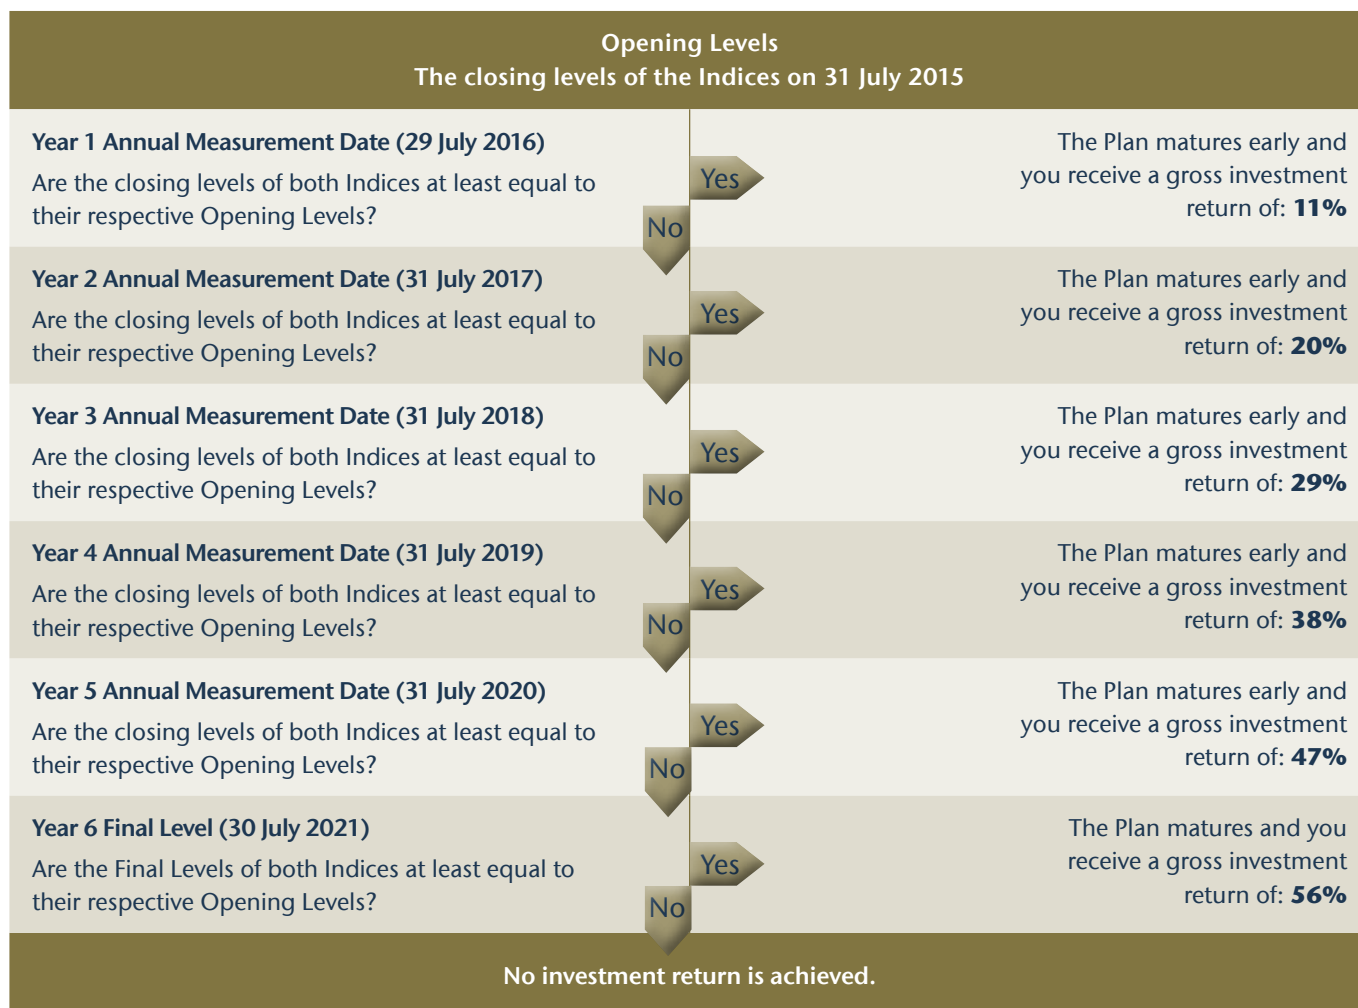 Opening Levels
The closing levels of the Indices on 31 July 2015
Year 1 Annual Measurement Date (29 July 2016)
Are the closing levels of both Indices at least equal to
their respective Opening Levels?
Yes
No
The Plan matures early and
you receive a gross investment
return of: 11%
Year 2 Annual Measurement Date (31 July 2017)
Are the closing levels of both Indices at least equal to
their respective Opening Levels?
Yes
No
The Plan matures early and
you receive a gross investment
return of: 20%
Year 3 Annual Measurement Date (31 July 2018)
Are the closing levels of both Indices at least equal to
their respective Opening Levels?
Yes
No
The Plan matures early and
you receive a gross investment
return of: 29%
Year 4 Annual Measurement Date (31 July 2019)
Are the closing levels of both Indices at least equal to
their respective Opening Levels?
Yes
No
The Plan matures early and
you receive a gross investment
return of: 38%
Year 5 Annual Measurement Date (31 July 2020)
Are the closing levels of both Indices at least equal to
their respective Opening Levels?
Yes
No
The Plan matures early and
you receive a gross investment
return of: 47%
Year 6 Final Level (30 July 2021)
Are the Final Levels of both Indices at least equal to
their respective Opening Levels?
Yes
No
The Plan matures and you
receive a gross investment
return of: 56%
No investment return is achieved.